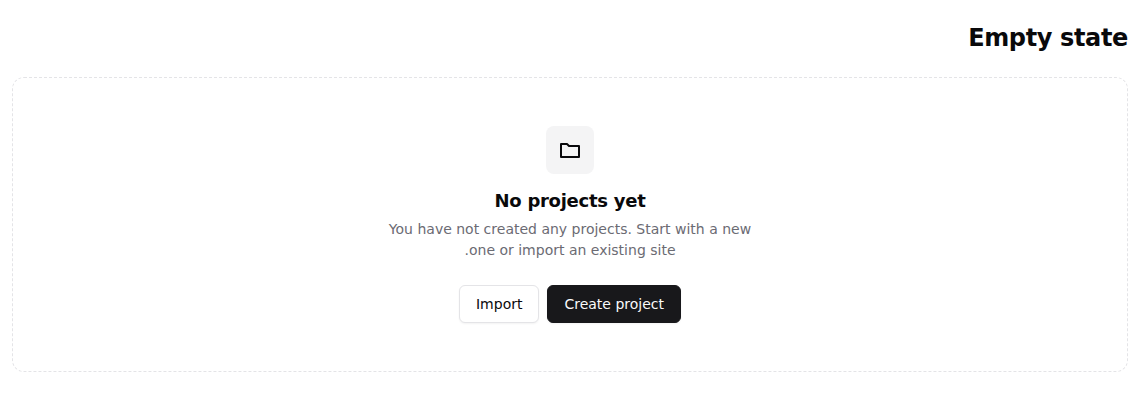 Empty state
No projects yet
You have not created any projects. Start with a new
.one or import an existing site
Create project
Import